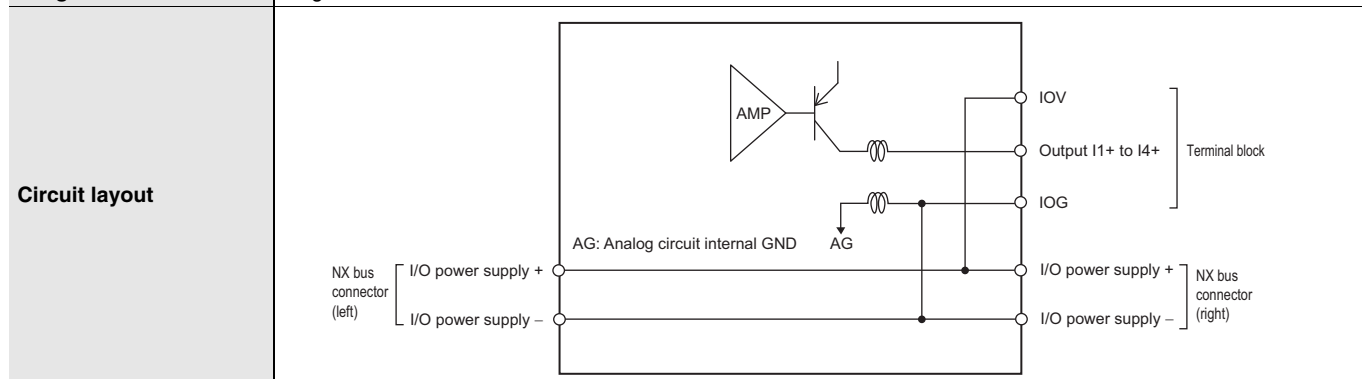 Circuit layout
AMP
IOV
Output I1+ to I4+
Terminal block
IOG
AG: Analog circuit internal GND
AG
NX bus
connector
(left)
I/O power supply +
I/O power supply −
I/O power supply +
I/O power supply −
NX bus
connector
(right)